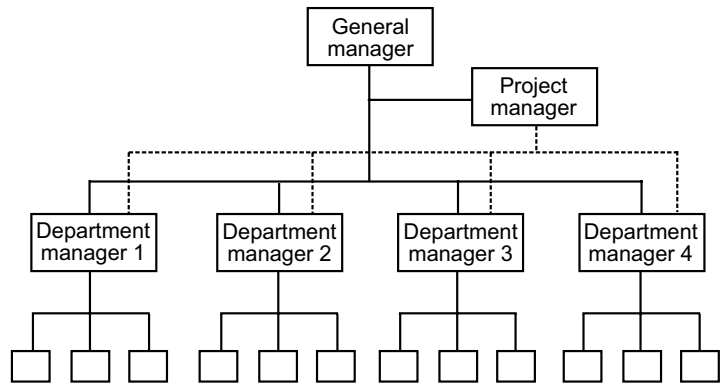 General
manager
Project
manager
Department
manager 1
Department
manager 2
Department
manager 3
Department
manager 4